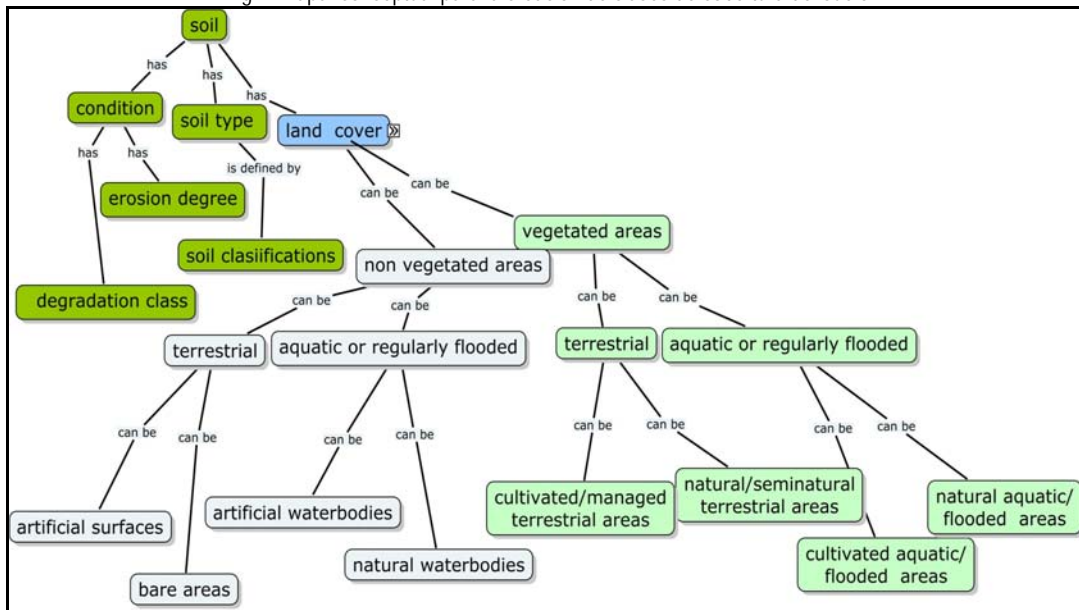 soil
has
has
has
condition
soil type
land cover
has
has
is defined by
can be
can be
erosion degree
vegetated areas
soil clasiifications
non vegetated areas
degradation class
can be
can be
can be
can be
terrestrial
aquatic or regularly flooded
terrestrial
aquatic or regularly flooded
can be
can be
can be
can be
can be
can be
can be
can be
artificial surfaces
artificial waterbodies
cultivated/managed
terrestrial areas
natural/seminatural
terrestrial areas
natural aquatic/
flooded areas
bare areas
natural waterbodies
cultivated aquatic/
flooded areas